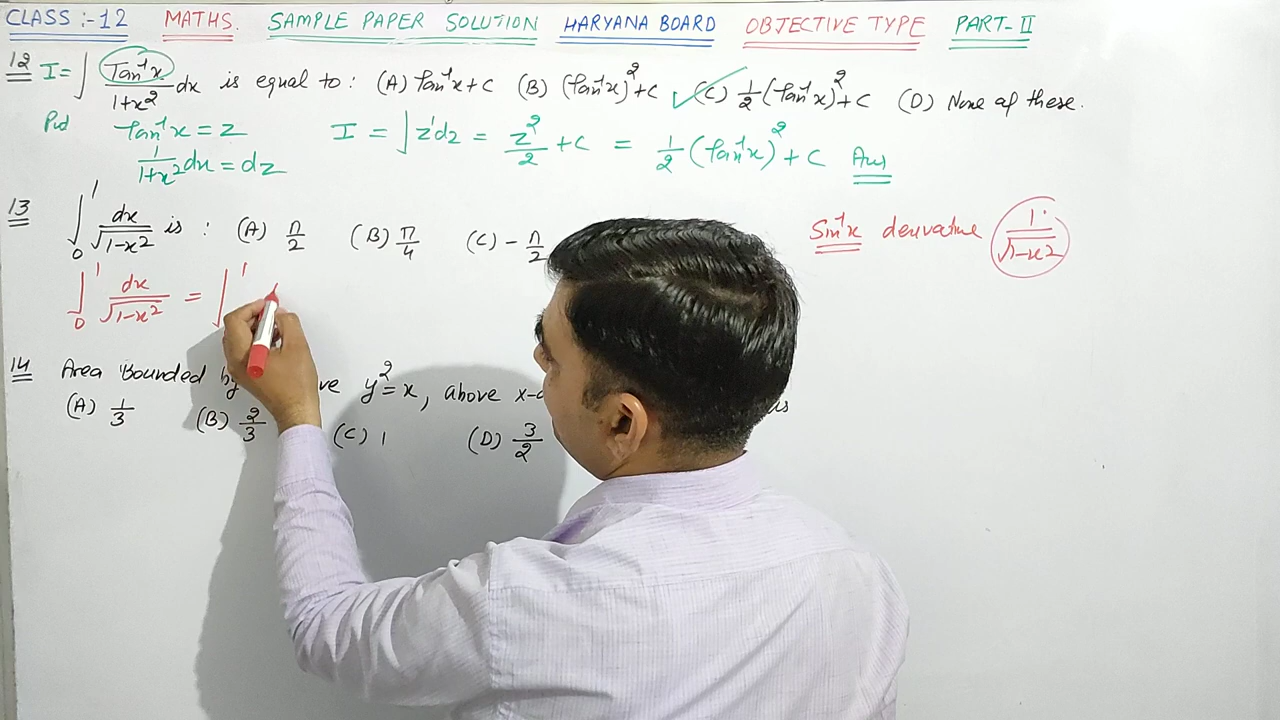 CLASS :- 12 MATHS. SAMPLE PAPER SOLUTION HARYANA BOARD OBJECTIVE TYPE PART- II
12 I = ∫ Tan⁻¹x/1+x² dx is equal to : (A) tan⁻¹x + C (B) (tan⁻¹x)² + C ✓(C) 1/2 (tan⁻¹x)² + C (D) None of these.
Put tan⁻¹x = z I = ∫ z¹dz = z²/2 + C = 1/2 (tan⁻¹x)² + C Ans
1/1+x² dx = dz
13 ∫₀¹ dx/√1-x² is : (A) π/2 (B) π/4 (C) - π/2 Sin⁻¹x derivative 1/√1-x²
∫₀¹ dx/√1-x² = ∫ 1
14 Area Bounded y² = x, above
(A) 1/3 (B) 2/3 (C) 1 (D) 3/2